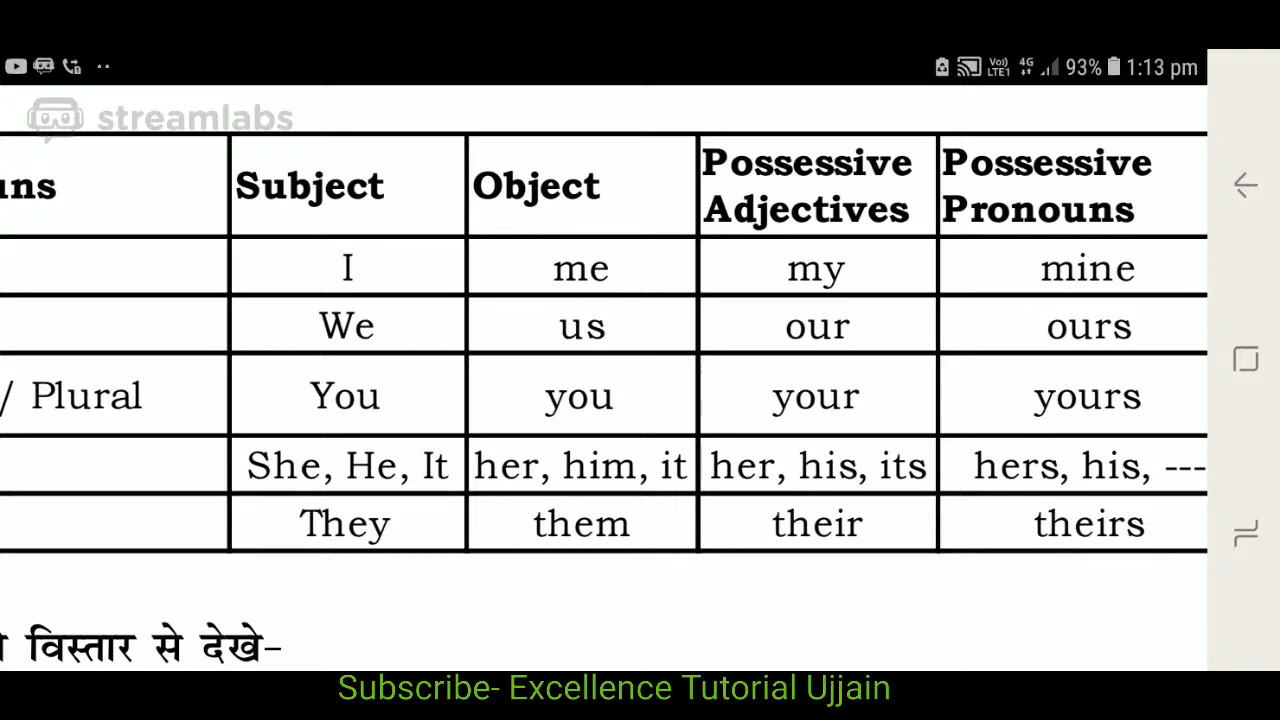 93% 1:13 pm
streamlabs
Subject Object Possessive Adjectives Possessive Pronouns
I me my mine
We us our ours
/ Plural You you your yours
She, He, It her, him, it her, his, its hers, his, ---
They them their theirs
विस्तार से देखे-
Subscribe- Excellence Tutorial Ujjain